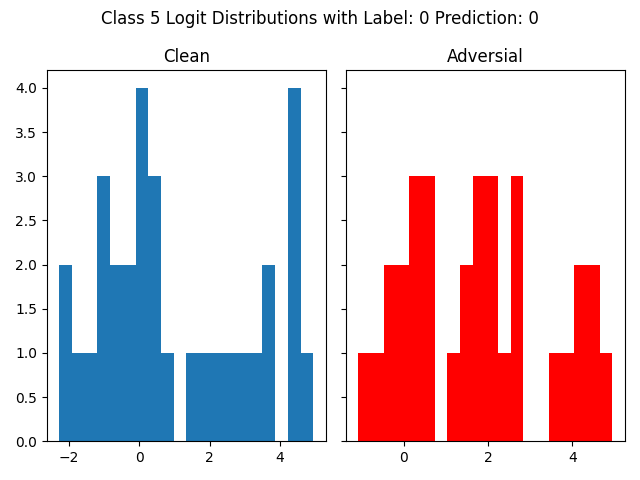 Class 5 Logit Distributions with Label: 0 Prediction: 0
Clean
Adversial
4.0
3.5
3.0
2.5
2.0
1.5
1.0
0.5
0.0
−2 0 2 4
0 2 4